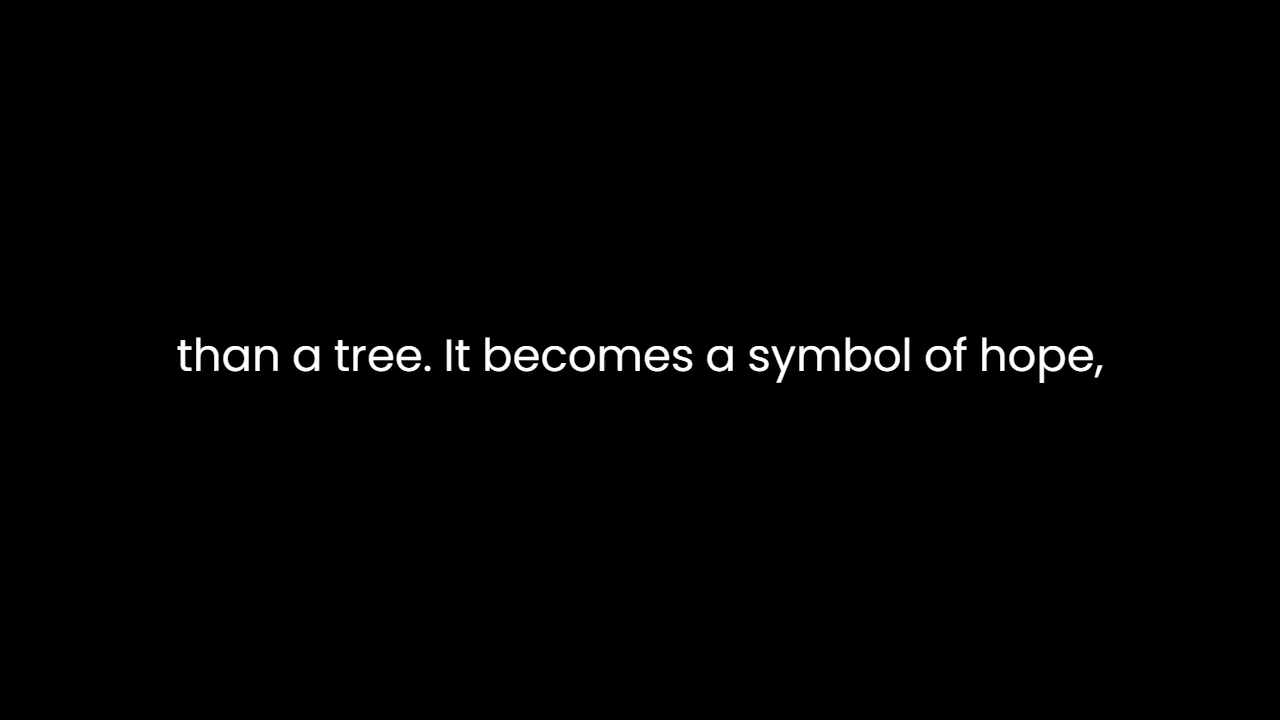 than a tree. It becomes a symbol of hope,